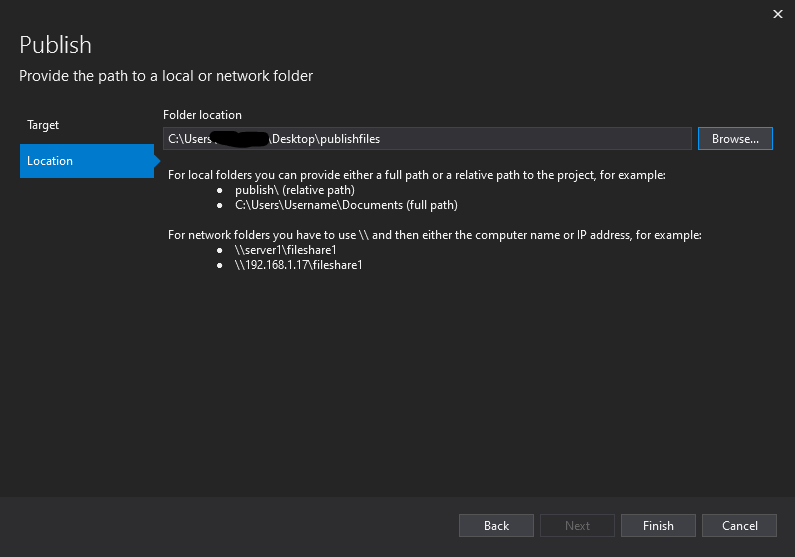 Publish
Provide the path to a local or network folder
Target
Location
Folder location
C:\Users\ \Desktop\publishfiles
Browse...
For local folders you can provide either a full path or a relative path to the project, for example:
● publish\ (relative path)
● C:\Users\Username\Documents (full path)
For network folders you have to use \\ and then either the computer name or IP address, for example:
● \\server1\fileshare1
● \\192.168.1.17\fileshare1
Back
Next
Finish
Cancel